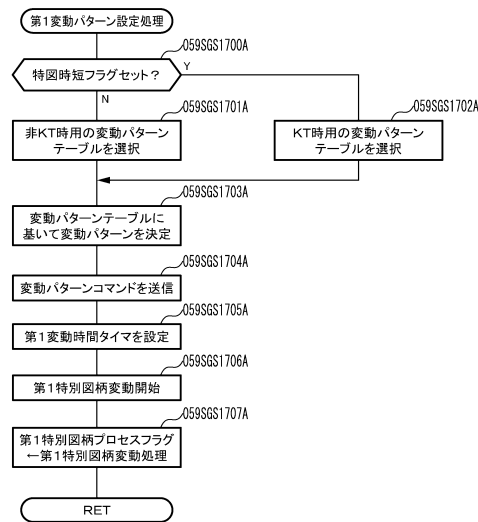 第1変動パターン設定処理
059SGS1700A
特図時短フラグセット？
Y
N
059SGS1701A
非KT時用の変動パターン
テーブルを選択
059SGS1702A
KT時用の変動パターン
テーブルを選択
059SGS1703A
変動パターンテーブルに
基いて変動パターンを決定
059SGS1704A
変動パターンコマンドを送信
059SGS1705A
第1変動時間タイマを設定
059SGS1706A
第1特別図柄変動開始
059SGS1707A
第1特別図柄プロセスフラグ
←第1特別図柄変動処理
RET